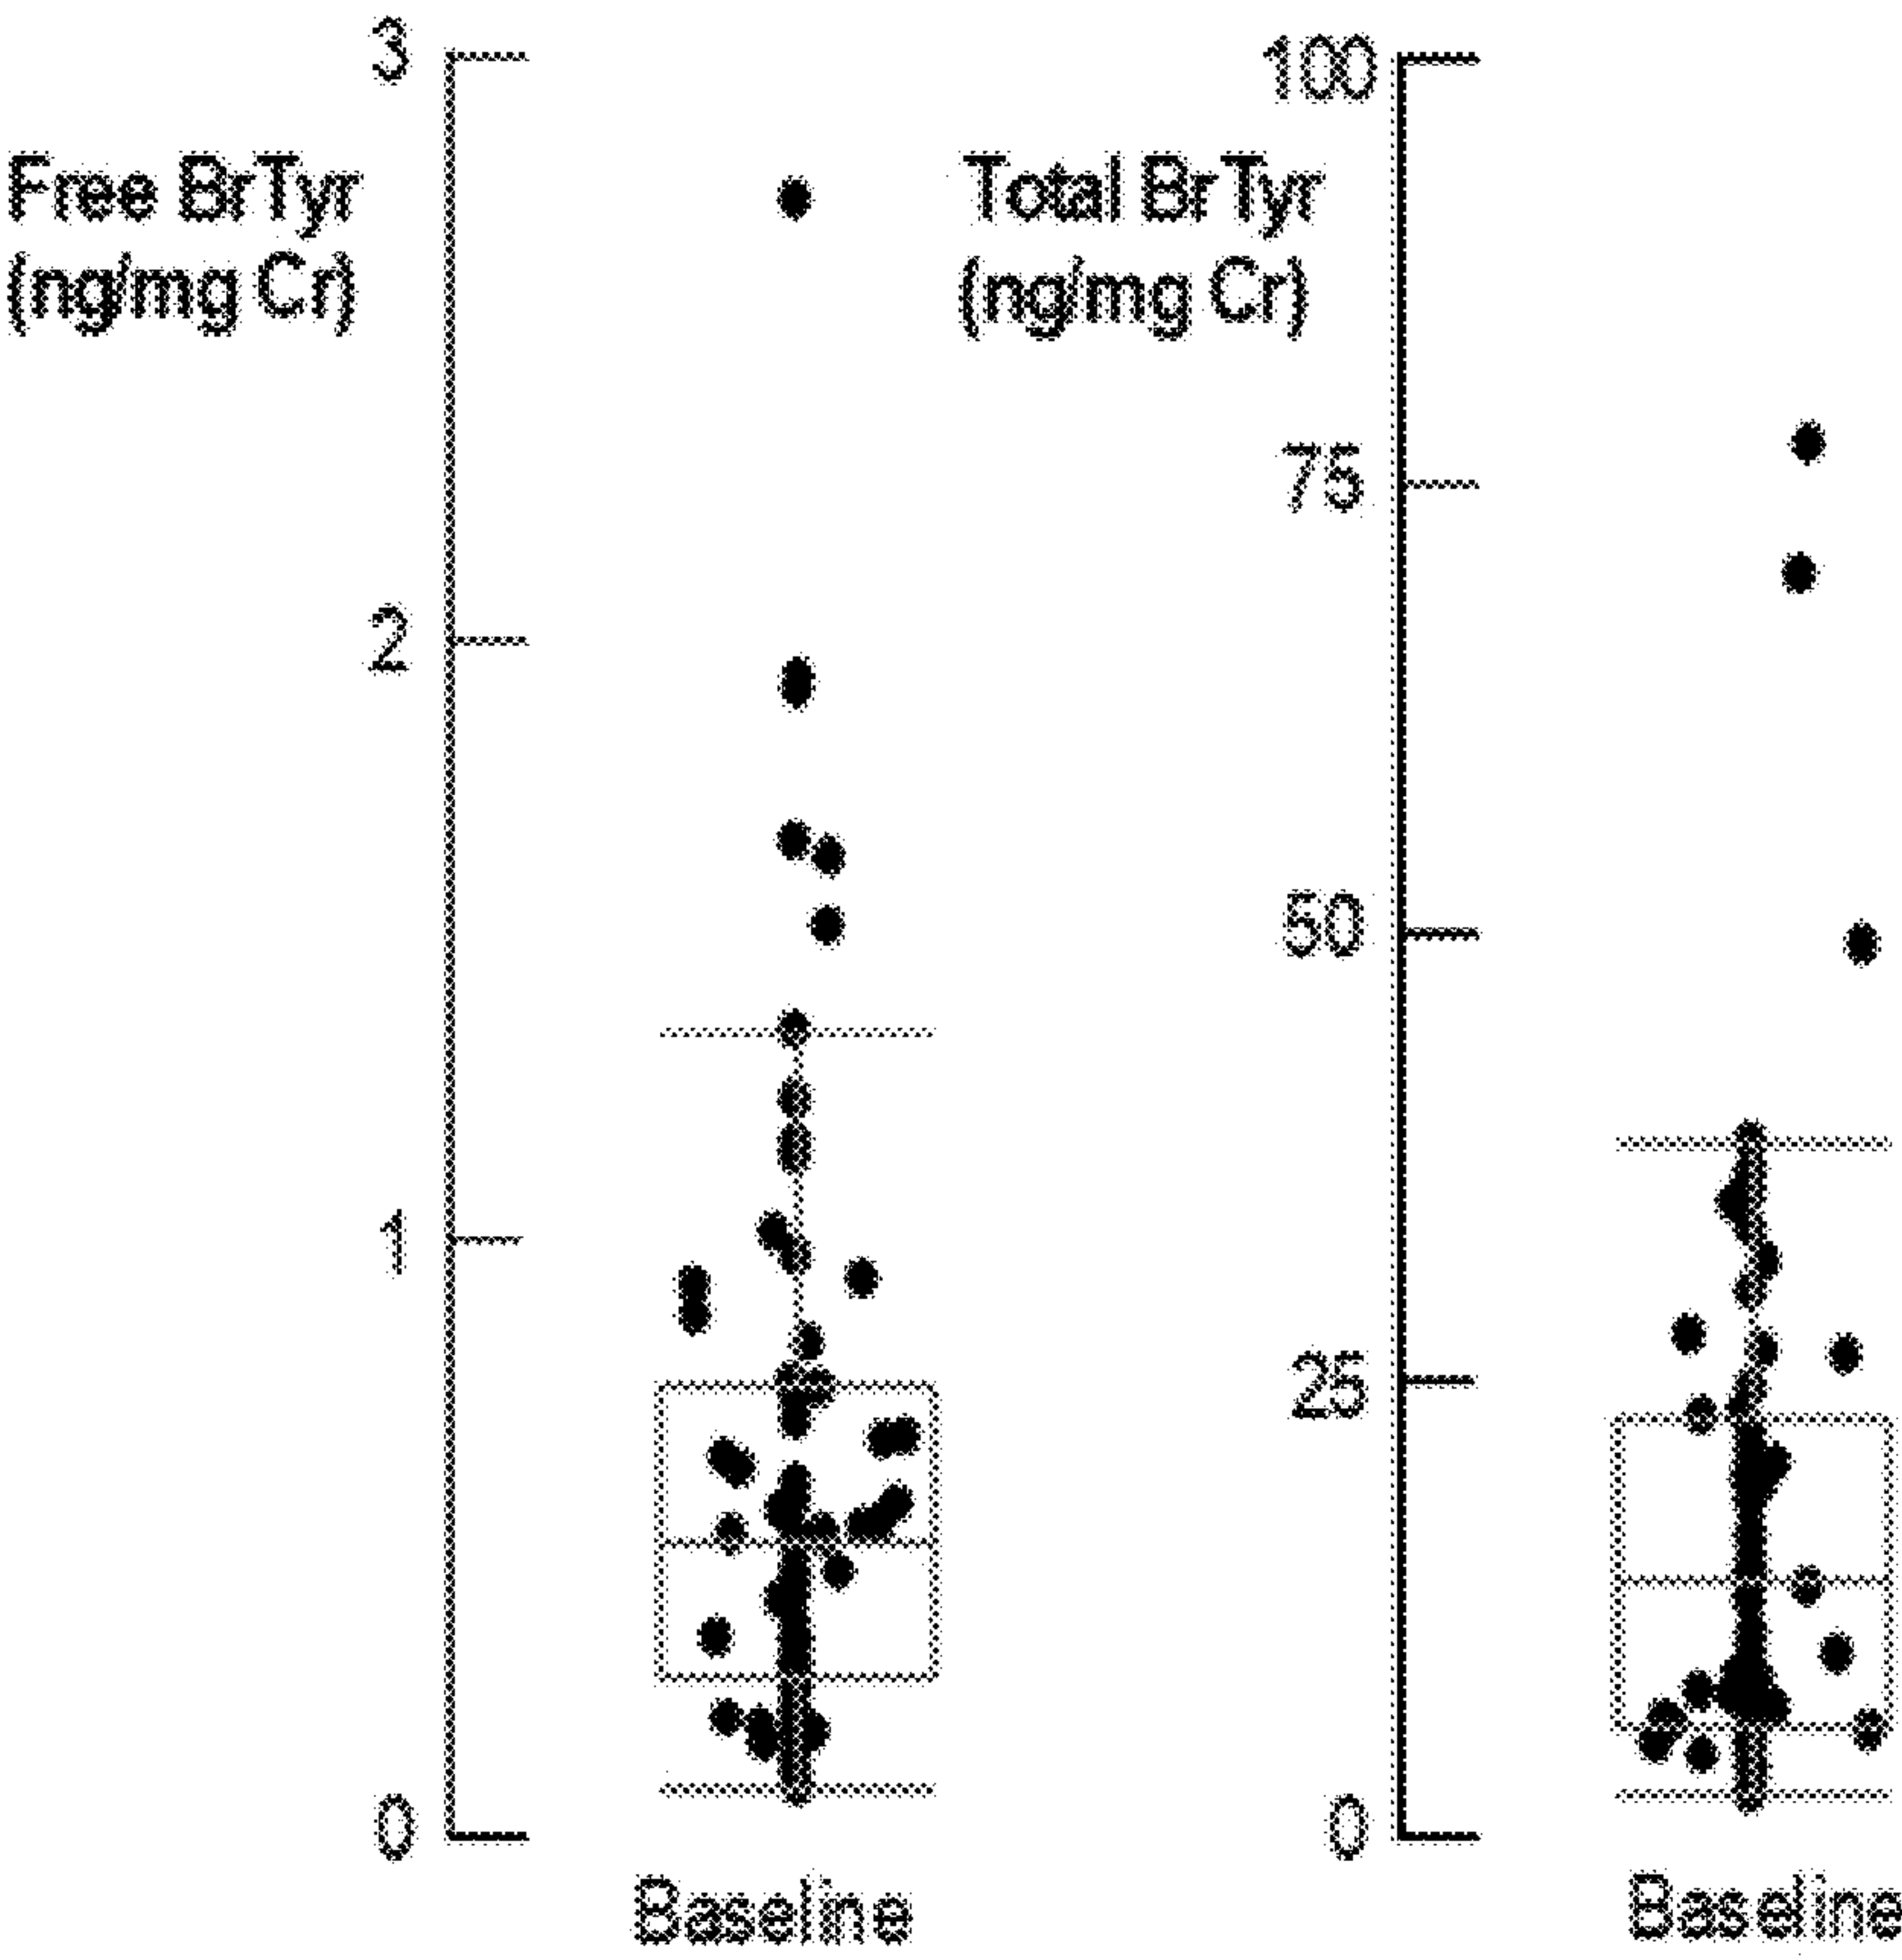 3
Free BrTyr
(ng/mg Cr)
2
1
0
Baseline
100
Total BrTyr
(ng/mg Cr)
75
50
25
0
Baseline